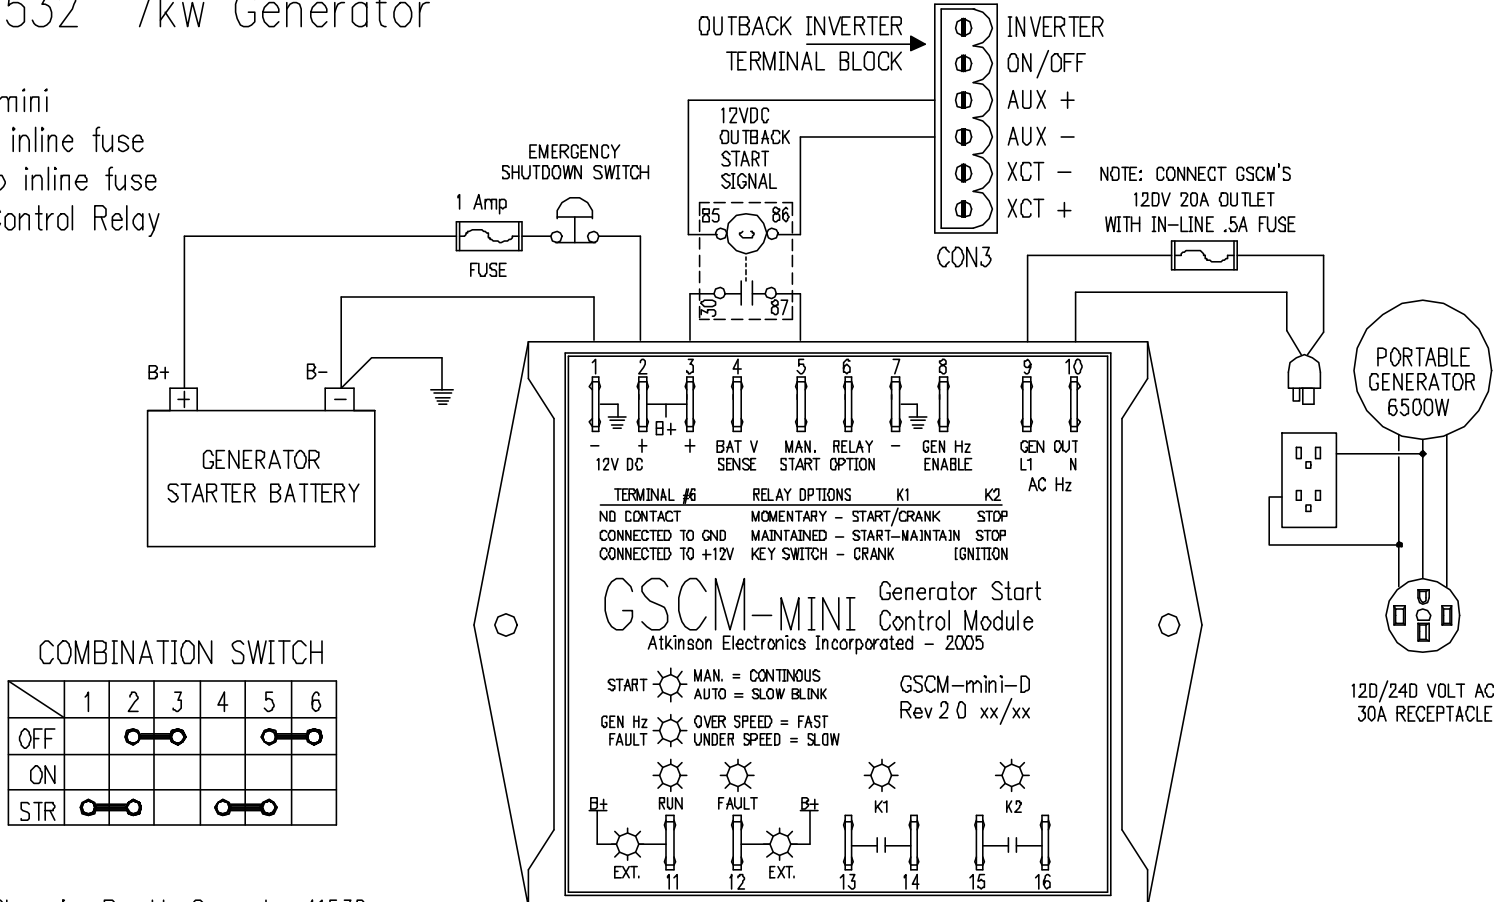 532 7kw Generator
mini
inline fuse
inline fuse
Control Relay
OUTBACK INVERTER
TERMINAL BLOCK
INVERTER
ON/OFF
AUX +
AUX -
XCT -
XCT +
CON3
12VDC
OUTBACK
START
SIGNAL
85 86
30 87
EMERGENCY
SHUTDOWN SWITCH
1 Amp
FUSE
NOTE: CONNECT GSCM'S
12DV 20A OUTLET
WITH IN-LINE .5A FUSE
B+ B-
+ -
GENERATOR
STARTER BATTERY
PORTABLE
GENERATOR
6500W
12D/24D VOLT AC
30A RECEPTACLE
1 2 3 4 5 6 7 8 9 10
B+
- + + BAT V MAN. RELAY - GEN Hz GEN OUT
12V DC SENSE START OPTION ENABLE L1 N
AC Hz
TERMINAL #6 RELAY OPTIONS K1 K2
NO CONTACT MOMENTARY - START/CRANK STOP
CONNECTED TO GND MAINTAINED - START-MAINTAIN STOP
CONNECTED TO +12V KEY SWITCH - CRANK IGNITION
GSCM-MINI Generator Start
Control Module
Atkinson Electronics Incorporated - 2005
START MAN. = CONTINOUS
AUTO = SLOW BLINK
GEN Hz FAULT OVER SPEED = FAST
UNDER SPEED = SLOW
GSCM-mini-D
Rev 2 0 xx/xx
B+ RUN FAULT B+ K1 K2
EXT. EXT.
11 12 13 14 15 16
COMBINATION SWITCH
1 2 3 4 5 6
OFF
ON
STR